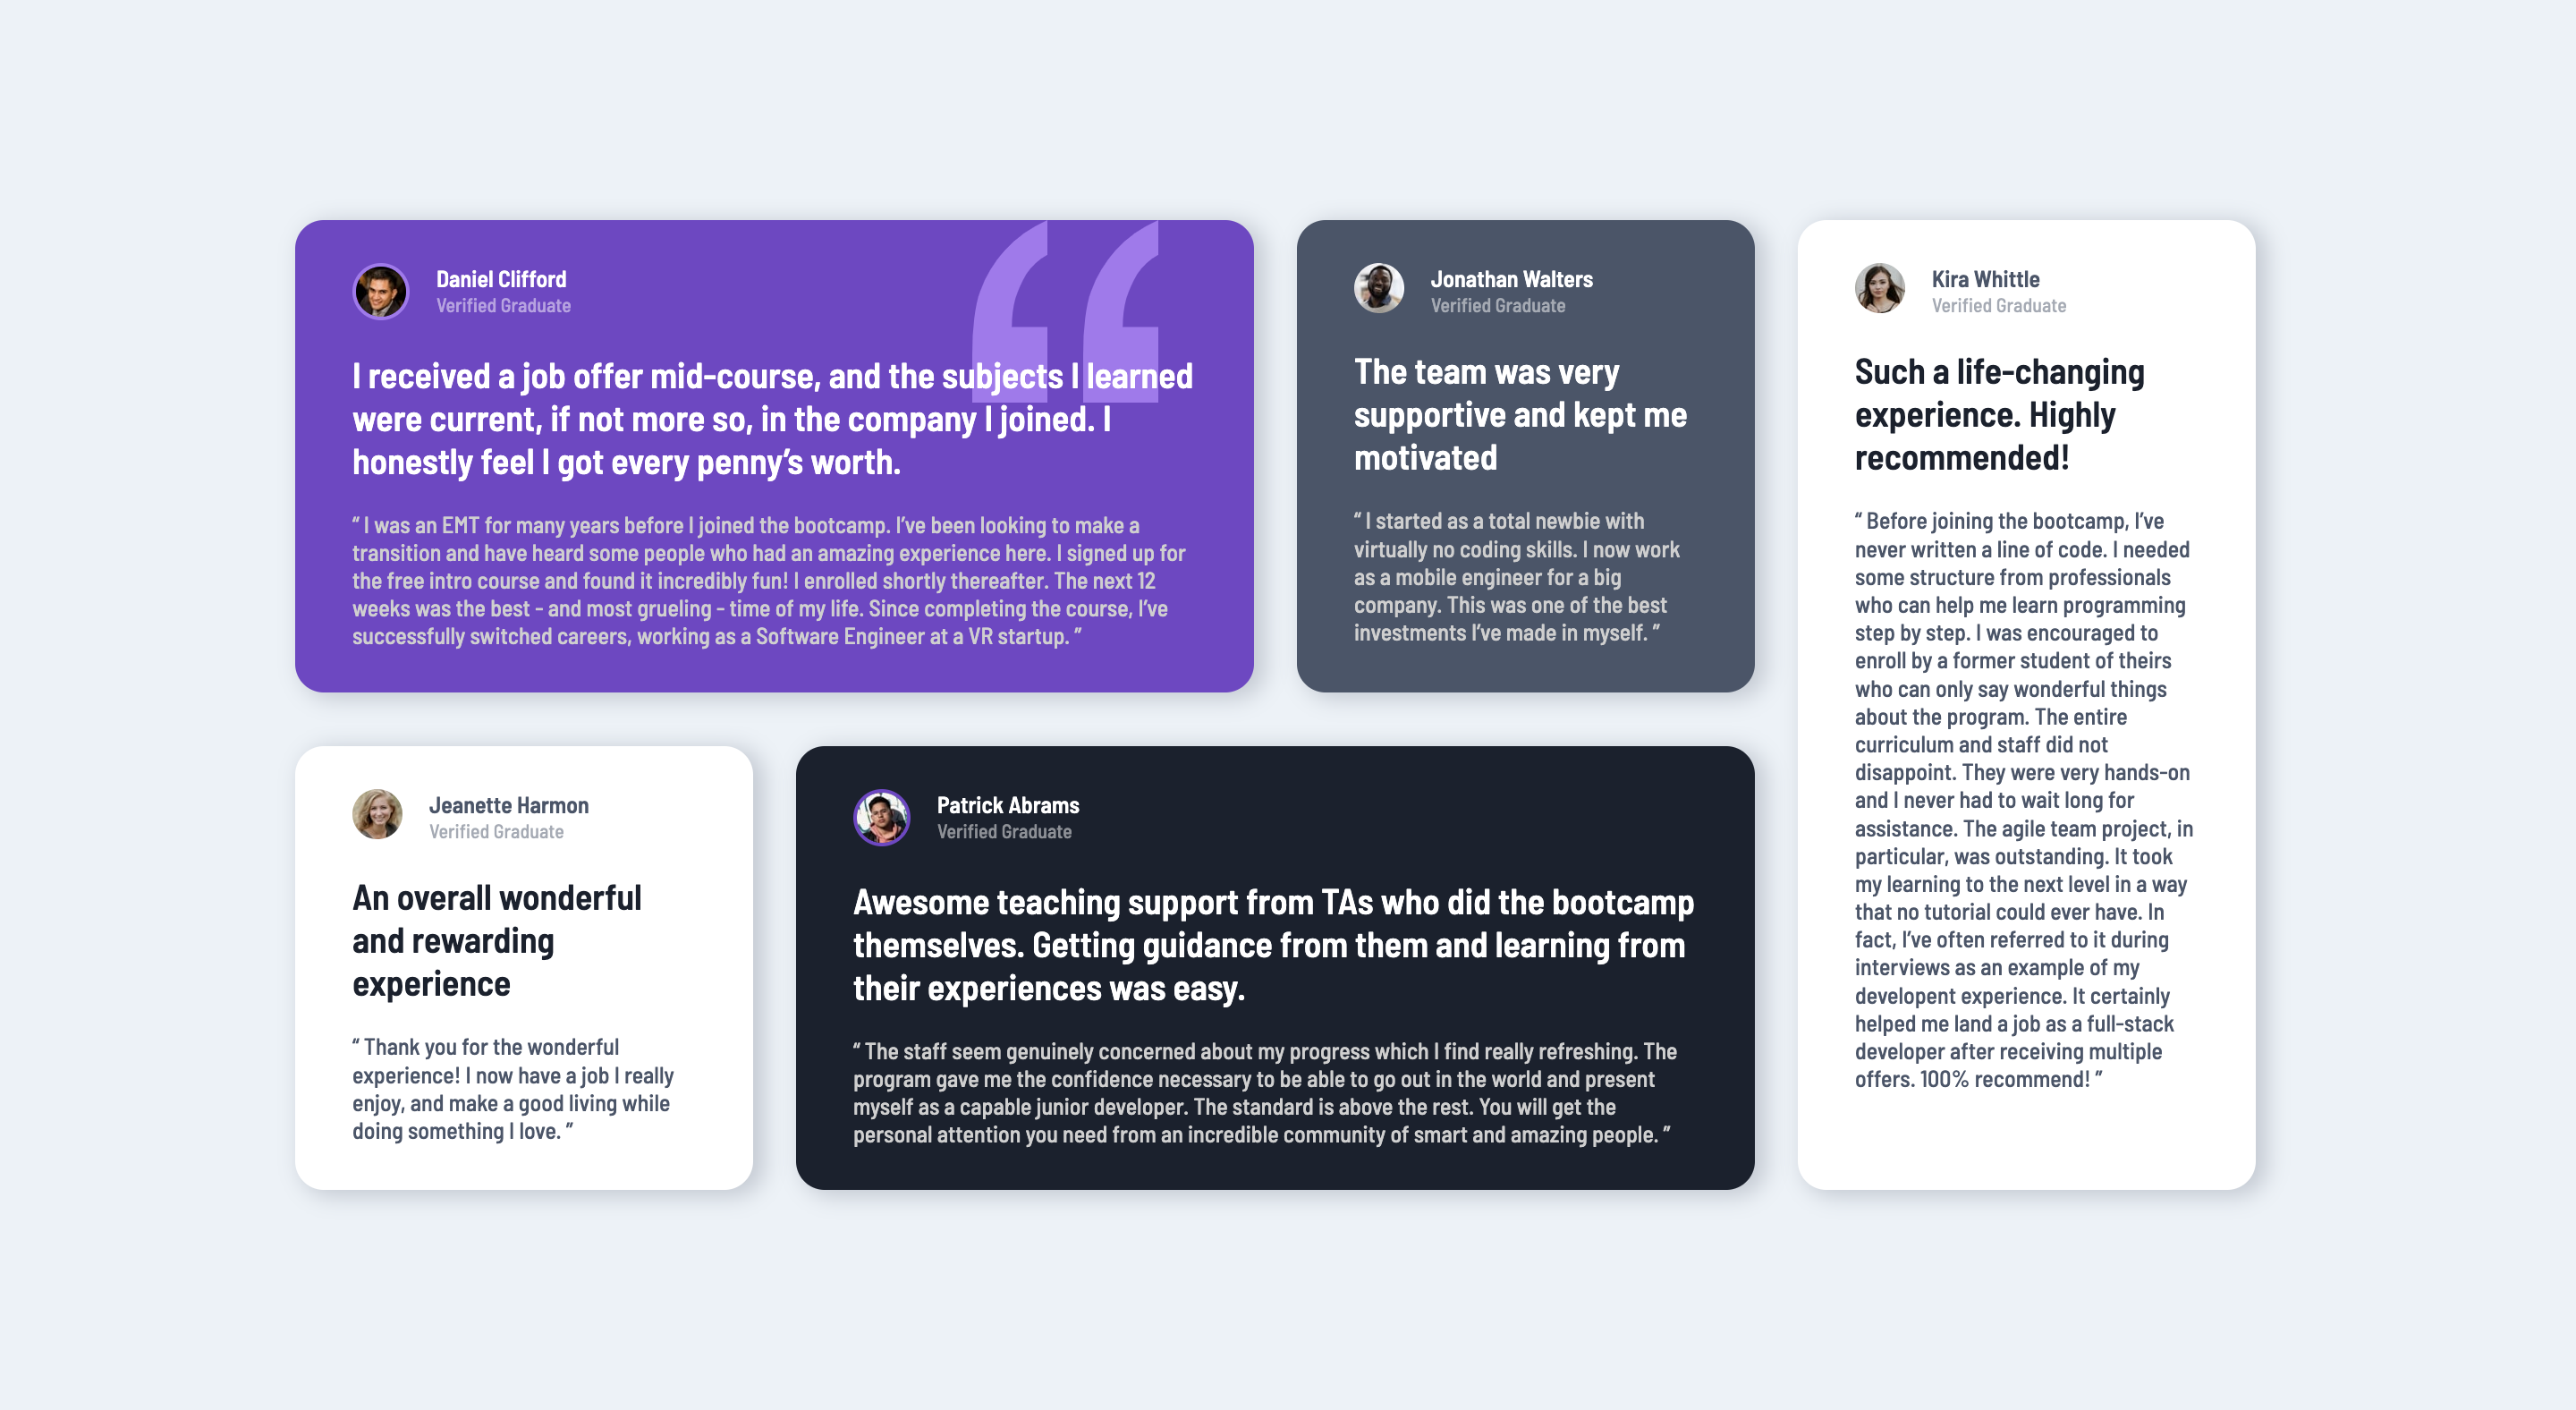 Daniel Clifford
Verified Graduate
I received a job offer mid-course, and the subjects I learned
were current, if not more so, in the company I joined. I
honestly feel I got every penny’s worth.
“ I was an EMT for many years before I joined the bootcamp. I’ve been looking to make a
transition and have heard some people who had an amazing experience here. I signed up for
the free intro course and found it incredibly fun! I enrolled shortly thereafter. The next 12
weeks was the best - and most grueling - time of my life. Since completing the course, I’ve
successfully switched careers, working as a Software Engineer at a VR startup. ”
Jonathan Walters
Verified Graduate
The team was very
supportive and kept me
motivated
“ I started as a total newbie with
virtually no coding skills. I now work
as a mobile engineer for a big
company. This was one of the best
investments I’ve made in myself. ”
Kira Whittle
Verified Graduate
Such a life-changing
experience. Highly
recommended!
“ Before joining the bootcamp, I’ve
never written a line of code. I needed
some structure from professionals
who can help me learn programming
step by step. I was encouraged to
enroll by a former student of theirs
who can only say wonderful things
about the program. The entire
curriculum and staff did not
disappoint. They were very hands-on
and I never had to wait long for
assistance. The agile team project, in
particular, was outstanding. It took
my learning to the next level in a way
that no tutorial could ever have. In
fact, I’ve often referred to it during
interviews as an example of my
developent experience. It certainly
helped me land a job as a full-stack
developer after receiving multiple
offers. 100% recommend! ”
Jeanette Harmon
Verified Graduate
An overall wonderful
and rewarding
experience
“ Thank you for the wonderful
experience! I now have a job I really
enjoy, and make a good living while
doing something I love. ”
Patrick Abrams
Verified Graduate
Awesome teaching support from TAs who did the bootcamp
themselves. Getting guidance from them and learning from
their experiences was easy.
“ The staff seem genuinely concerned about my progress which I find really refreshing. The
program gave me the confidence necessary to be able to go out in the world and present
myself as a capable junior developer. The standard is above the rest. You will get the
personal attention you need from an incredible community of smart and amazing people. ”